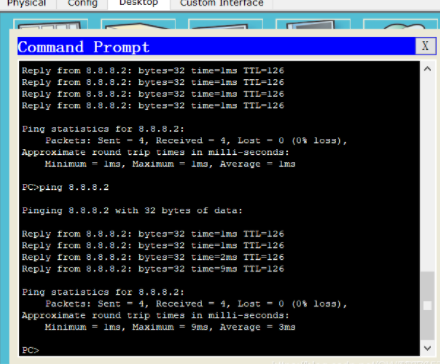 Physical Config Desktop Custom Interface
Command Prompt X
Reply from 8.8.8.2: bytes=32 time=1ms TTL=126
Reply from 8.8.8.2: bytes=32 time=1ms TTL=126
Reply from 8.8.8.2: bytes=32 time=1ms TTL=126
Reply from 8.8.8.2: bytes=32 time=1ms TTL=126
Ping statistics for 8.8.8.2:
Packets: Sent = 4, Received = 4, Lost = 0 (0% loss),
Approximate round trip times in milli-seconds:
Minimum = 1ms, Maximum = 1ms, Average = 1ms
PC>ping 8.8.8.2
Pinging 8.8.8.2 with 32 bytes of data:
Reply from 8.8.8.2: bytes=32 time=1ms TTL=126
Reply from 8.8.8.2: bytes=32 time=1ms TTL=126
Reply from 8.8.8.2: bytes=32 time=2ms TTL=126
Reply from 8.8.8.2: bytes=32 time=9ms TTL=126
Ping statistics for 8.8.8.2:
Packets: Sent = 4, Received = 4, Lost = 0 (0% loss),
Approximate round trip times in milli-seconds:
Minimum = 1ms, Maximum = 9ms, Average = 3ms
PC>